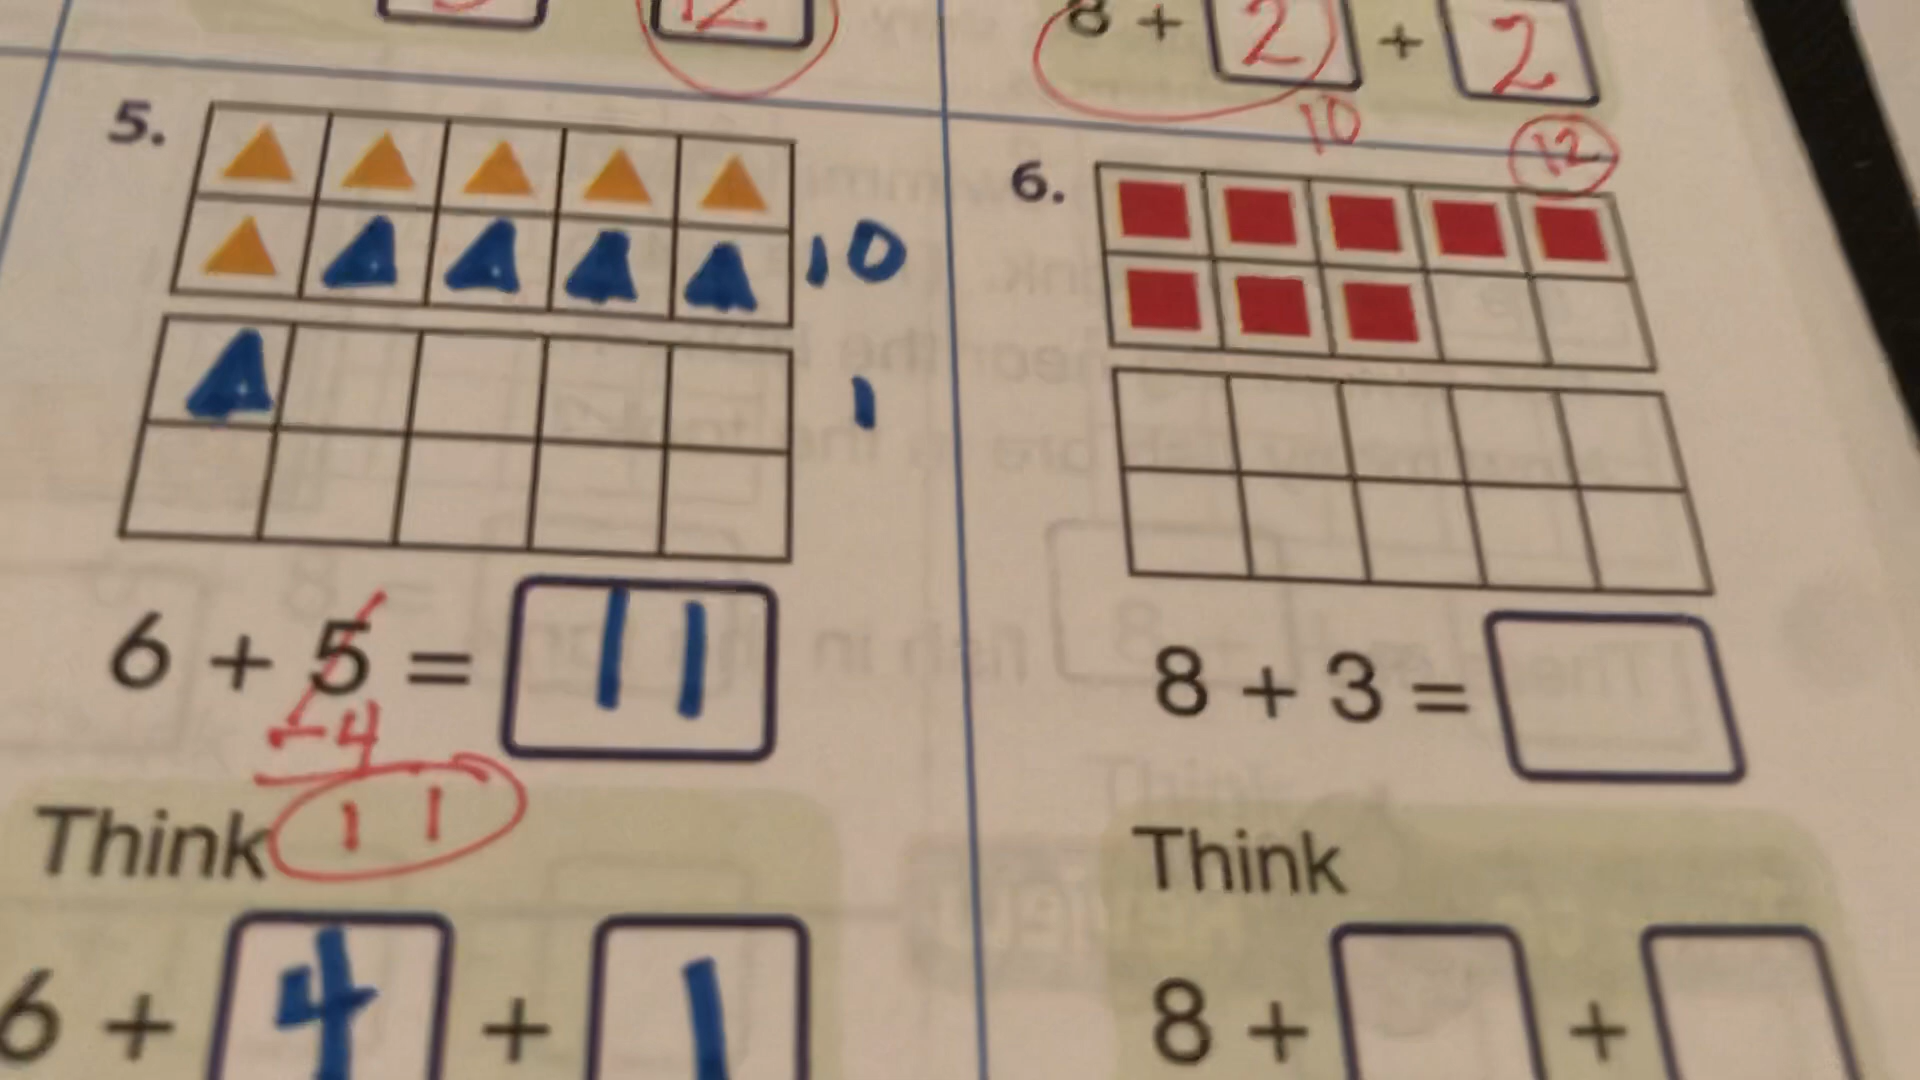 12
8 + 2 + 2
10
12
5.
10
1
6 + 5 = 11
-4
11
Think
6 + 4 + 1
6.
8 + 3 =
Think
8 + +